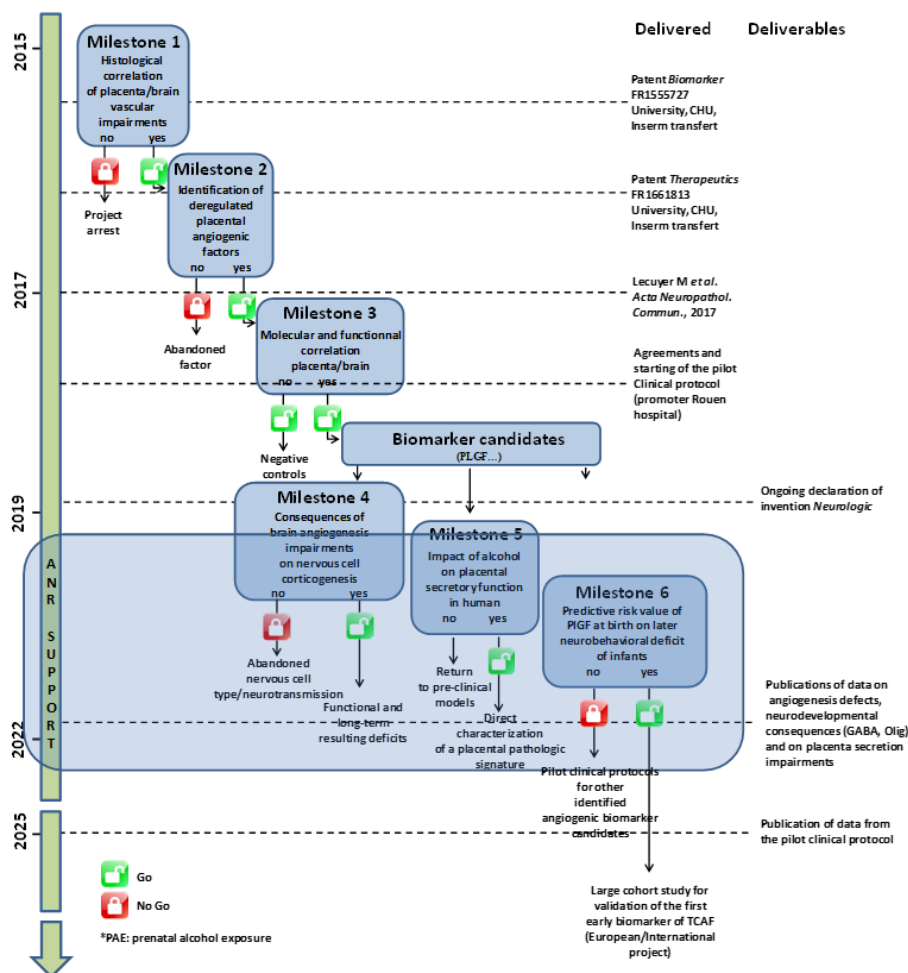 Delivered
Deliverables
2015
Milestone 1
Histological
correlation
of placenta/brain
vascular
impairments
no yes
Patent Biomarker
FR1555727
University, CHU,
Inserm transfert
Project
arrest
Milestone 2
Identification of
deregulated
placental
angiogenic
factors
no yes
Patent Therapeutics
FR1661813
University, CHU,
Inserm transfert
2017
Abandoned
factor
Milestone 3
Molecular and functionnal
correlation
placenta/brain
no yes
Lecuyer M et al.
Acta Neuropathol.
Commun., 2017
Agreements and
starting of the pilot
Clinical protocol
(promoter Rouen
hospital)
Negative
controls
Biomarker candidates
(PLGF...)
2019
Milestone 4
Consequences of
brain angiogenesis
impairments
on nervous cell
corticogenesis
no yes
Ongoing declaration of
invention Neurologic
Milestone 5
Impact of alcohol
on placental
secretory function
in human
no yes
Milestone 6
Predictive risk value of
PlGF at birth on later
neurobehavioral deficit
of infants
no yes
ANR SUPPORT
Abandoned
nervous cell
type/neurotransmission
Functional and
long-term
resulting deficits
Return
to pre-clinical
models
Direct
characterization
of a placental pathologic
signature
2022
Publications of data on
angiogenesis defects,
neurodevelopmental
consequences (GABA, Olig)
and on placenta secretion
impairments
Pilot clinical protocols
for other
identified
angiogenic biomarker
candidates
2025
Publication of data from
the pilot clinical protocol
Go
No Go
*PAE: prenatal alcohol exposure
Large cohort study for
validation of the first
early biomarker of TCAF
(European/International
project)